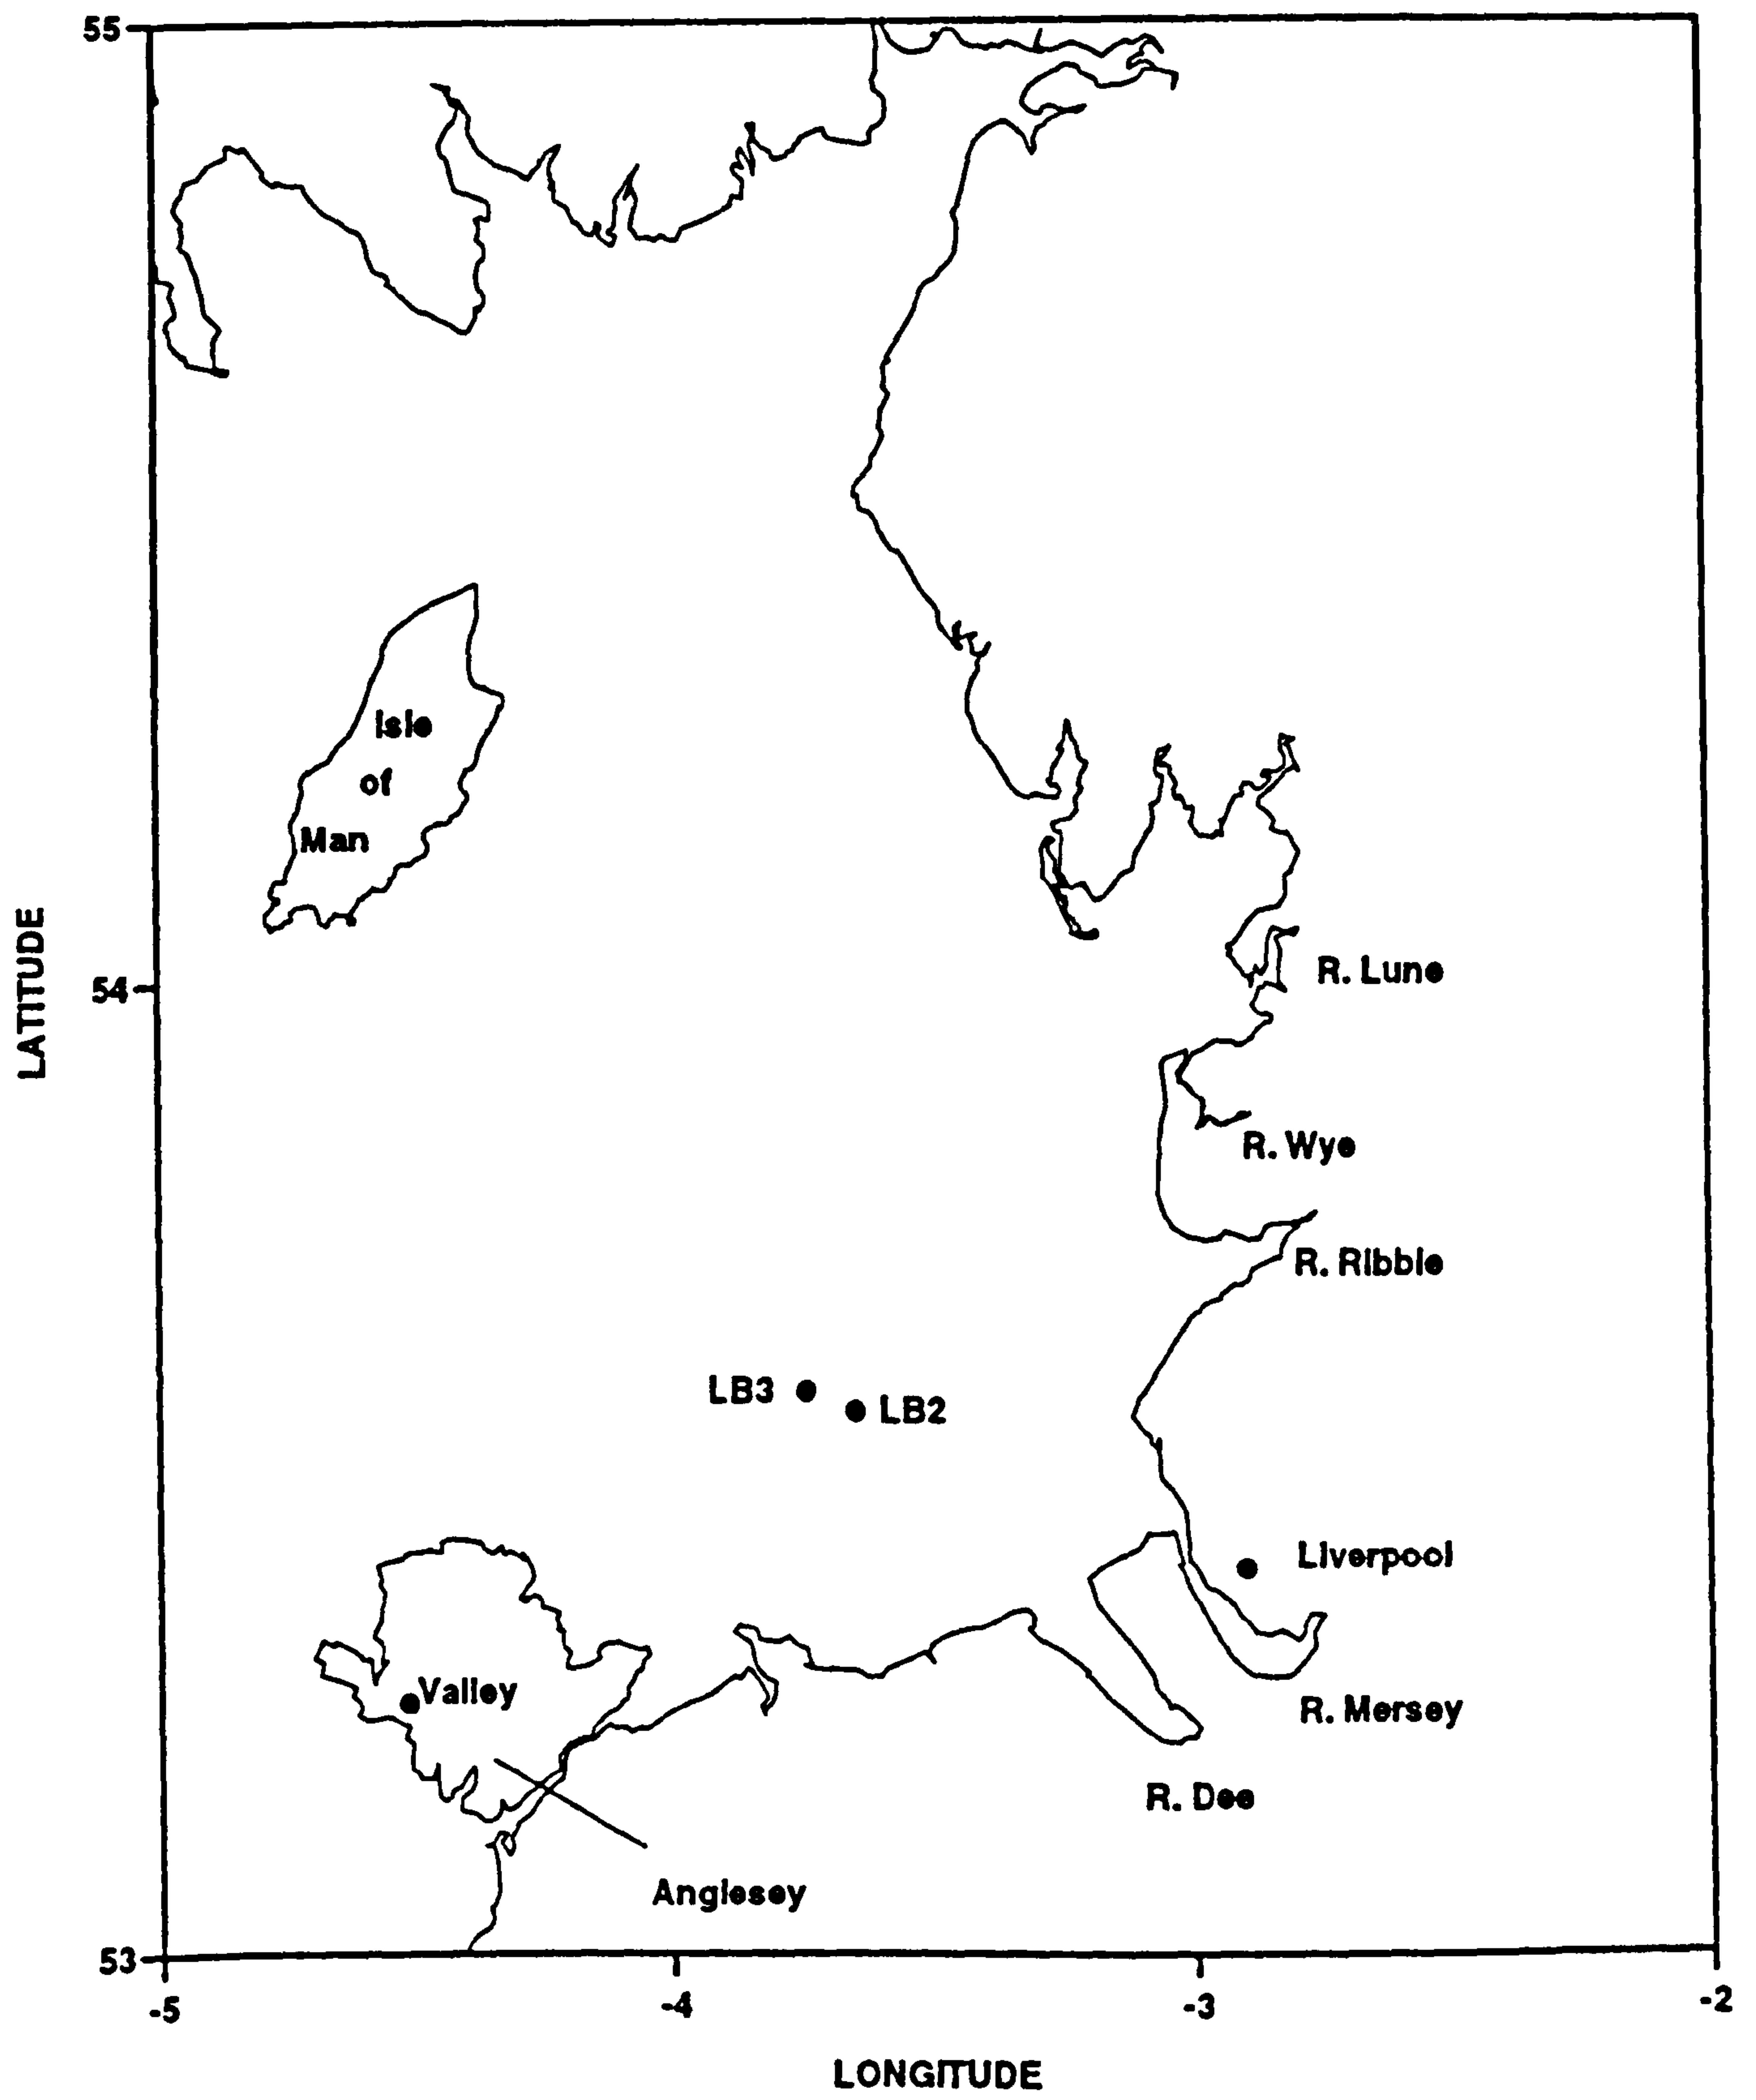 55
Isle
of
Man
LATITUDE
54
R. Lune
R. Wye
R. Ribble
LB3
LB2
Liverpool
Valley
R. Mersey
R. Dee
Anglesey
53
-5
-4
-3
-2
LONGITUDE